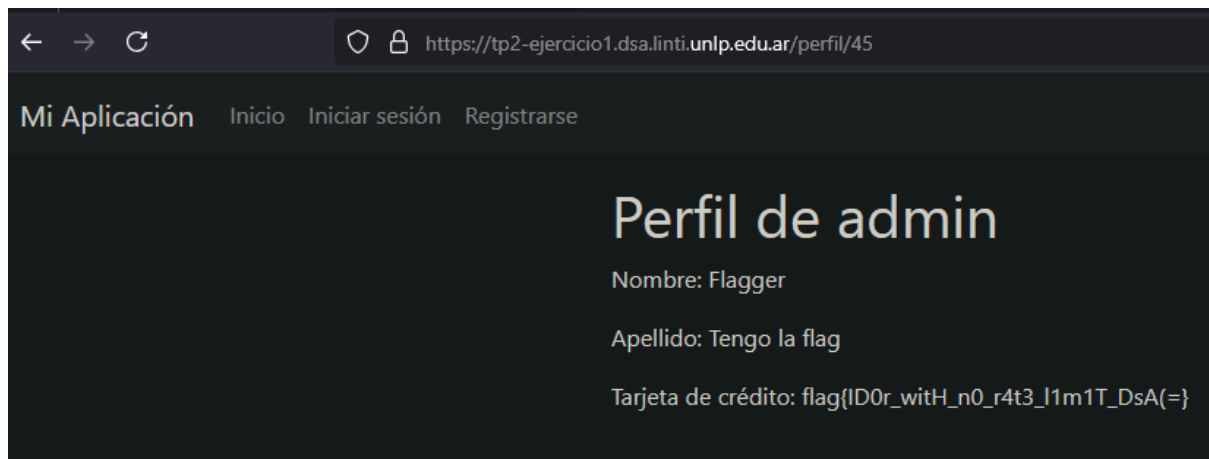 https://tp2-ejercicio1.dsa.linti.unlp.edu.ar/perfil/45
Mi Aplicación Inicio Iniciar sesión Registrarse
Perfil de admin
Nombre: Flagger
Apellido: Tengo la flag
Tarjeta de crédito: flag{ID0r_witH_n0_r4t3_l1m1T_DsA(=}